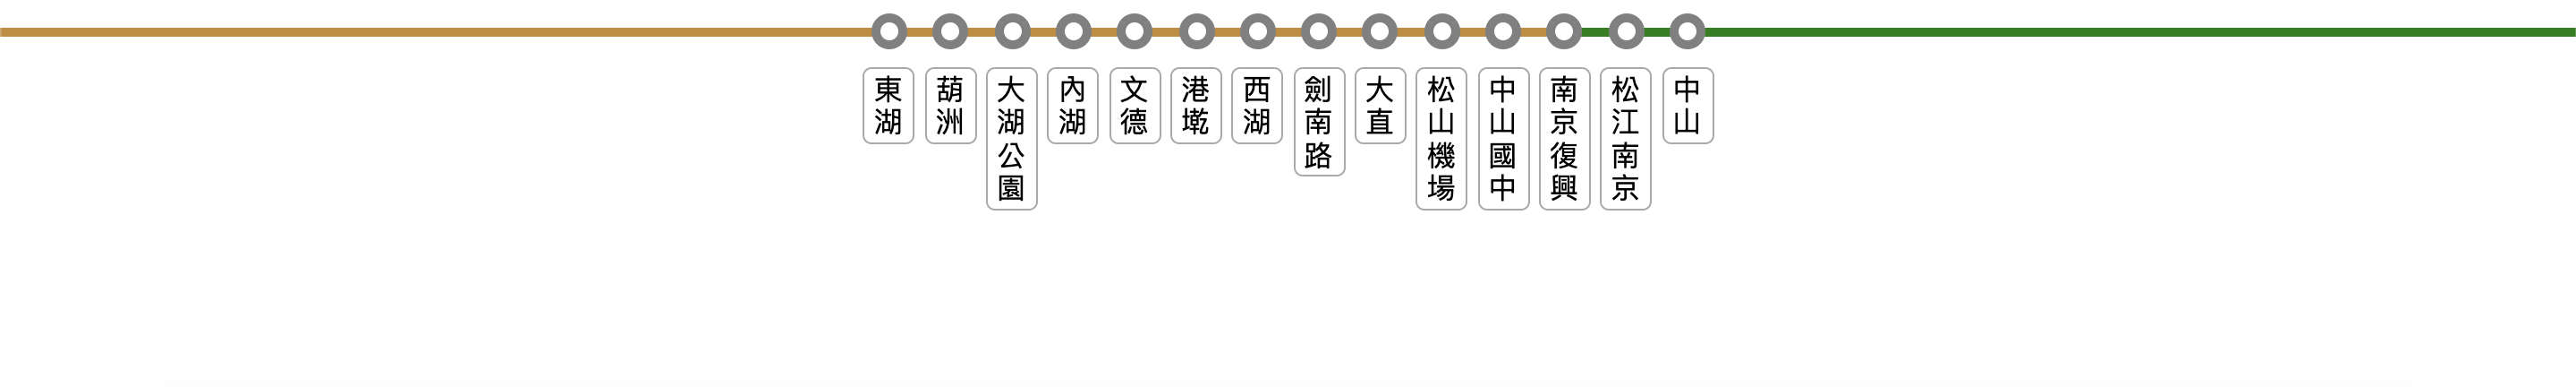 東湖
葫洲
大湖公園
內湖
文德
港墘
西湖
劍南路
大直
松山機場
中山國中
南京復興
松江南京
中山